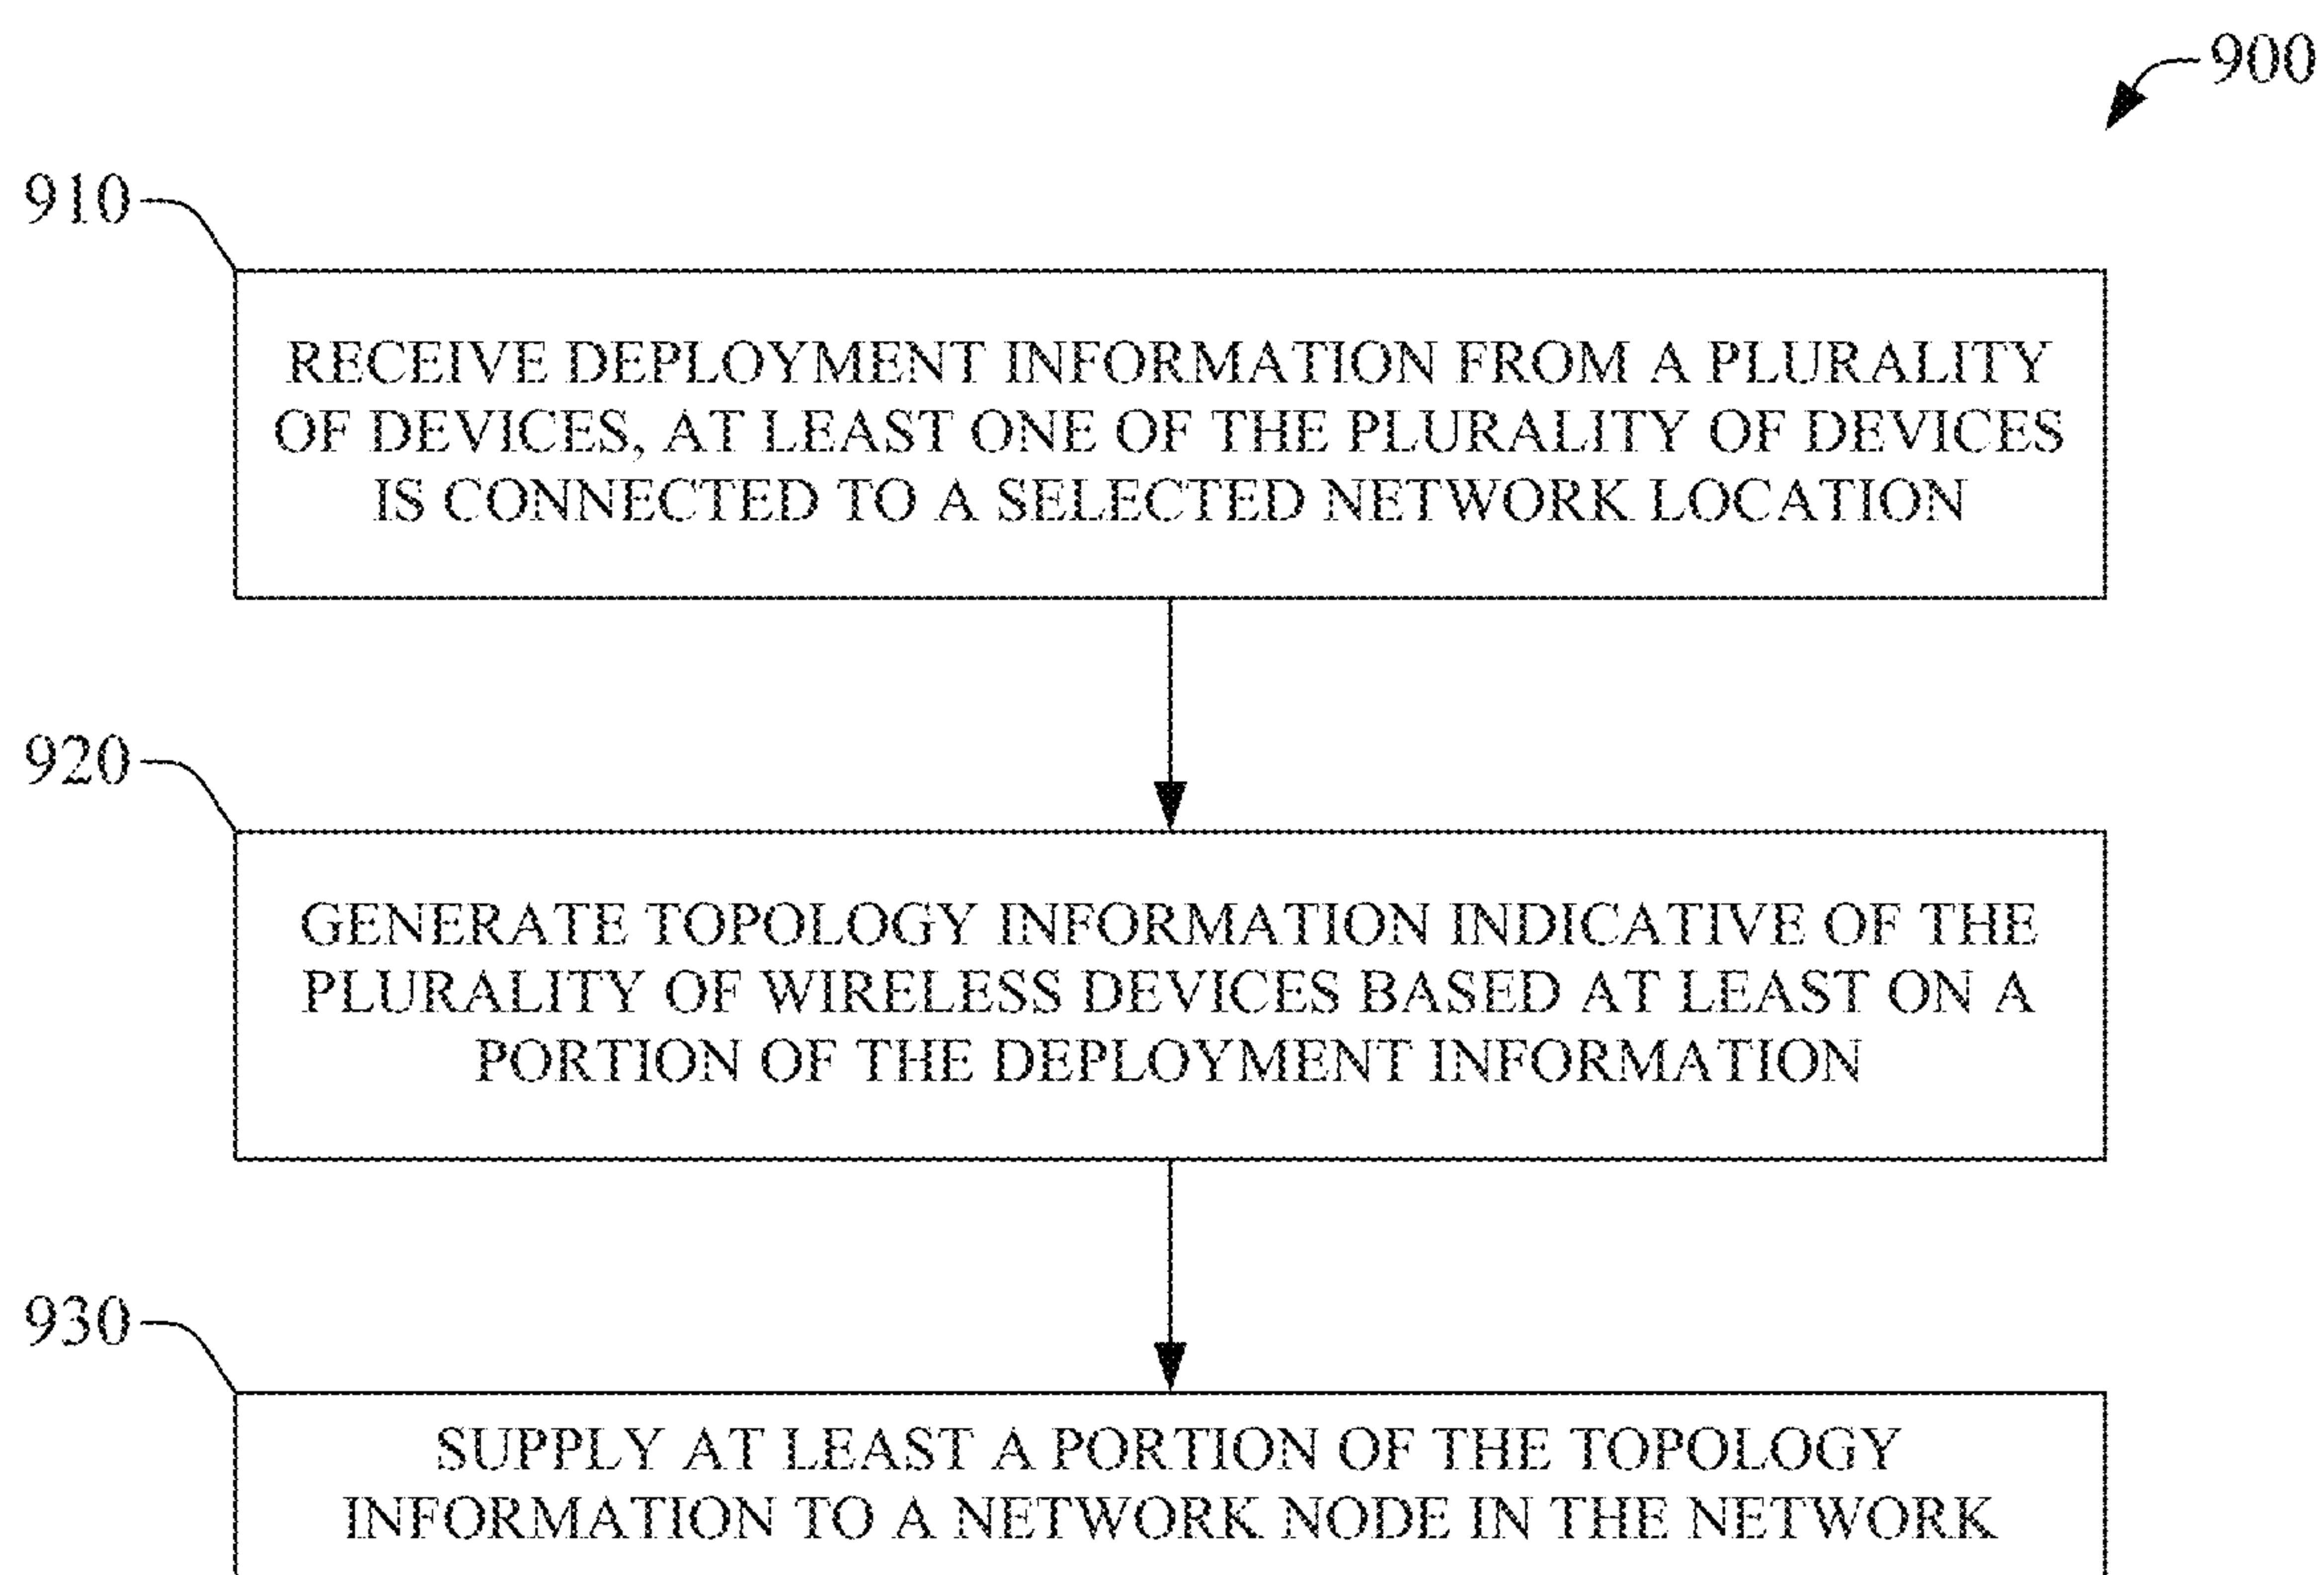 900
910
RECEIVE DEPLOYMENT INFORMATION FROM A PLURALITY
OF DEVICES, AT LEAST ONE OF THE PLURALITY OF DEVICES
IS CONNECTED TO A SELECTED NETWORK LOCATION
920
GENERATE TOPOLOGY INFORMATION INDICATIVE OF THE
PLURALITY OF WIRELESS DEVICES BASED AT LEAST ON A
PORTION OF THE DEPLOYMENT INFORMATION
930
SUPPLY AT LEAST A PORTION OF THE TOPOLOGY
INFORMATION TO A NETWORK NODE IN THE NETWORK